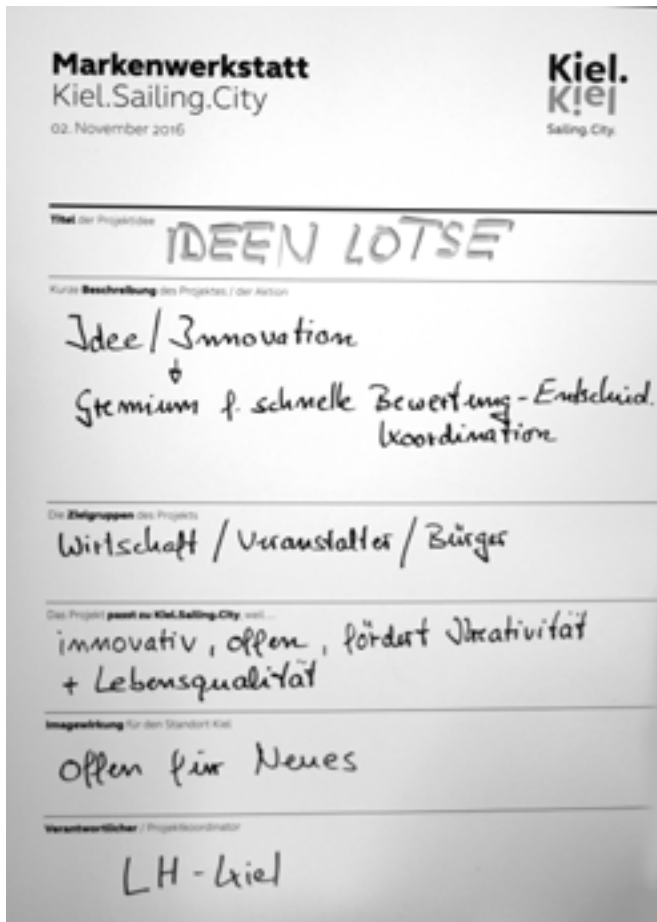 Markenwerkstatt
Kiel.Sailing.City
02. November 2016
Kiel.
Kiel
Sailing.City.
Titel der Projektidee
IDEEN LOTSE
Kurze Beschreibung des Projektes / der Aktion
Idee / Innovation
↓
Gremium f. schnelle Bewertung - Entscheid.
Koordination
Die Zielgruppen des Projekts
Wirtschaft / Veranstalter / Bürger
Das Projekt passt zu Kiel.Sailing.City, weil...
innovativ, offen, fördert Kreativität
+ Lebensqualität
Imagewirkung für den Standort Kiel
offen für Neues
Verantwortlicher / Projektkoordinator
LH - Kiel